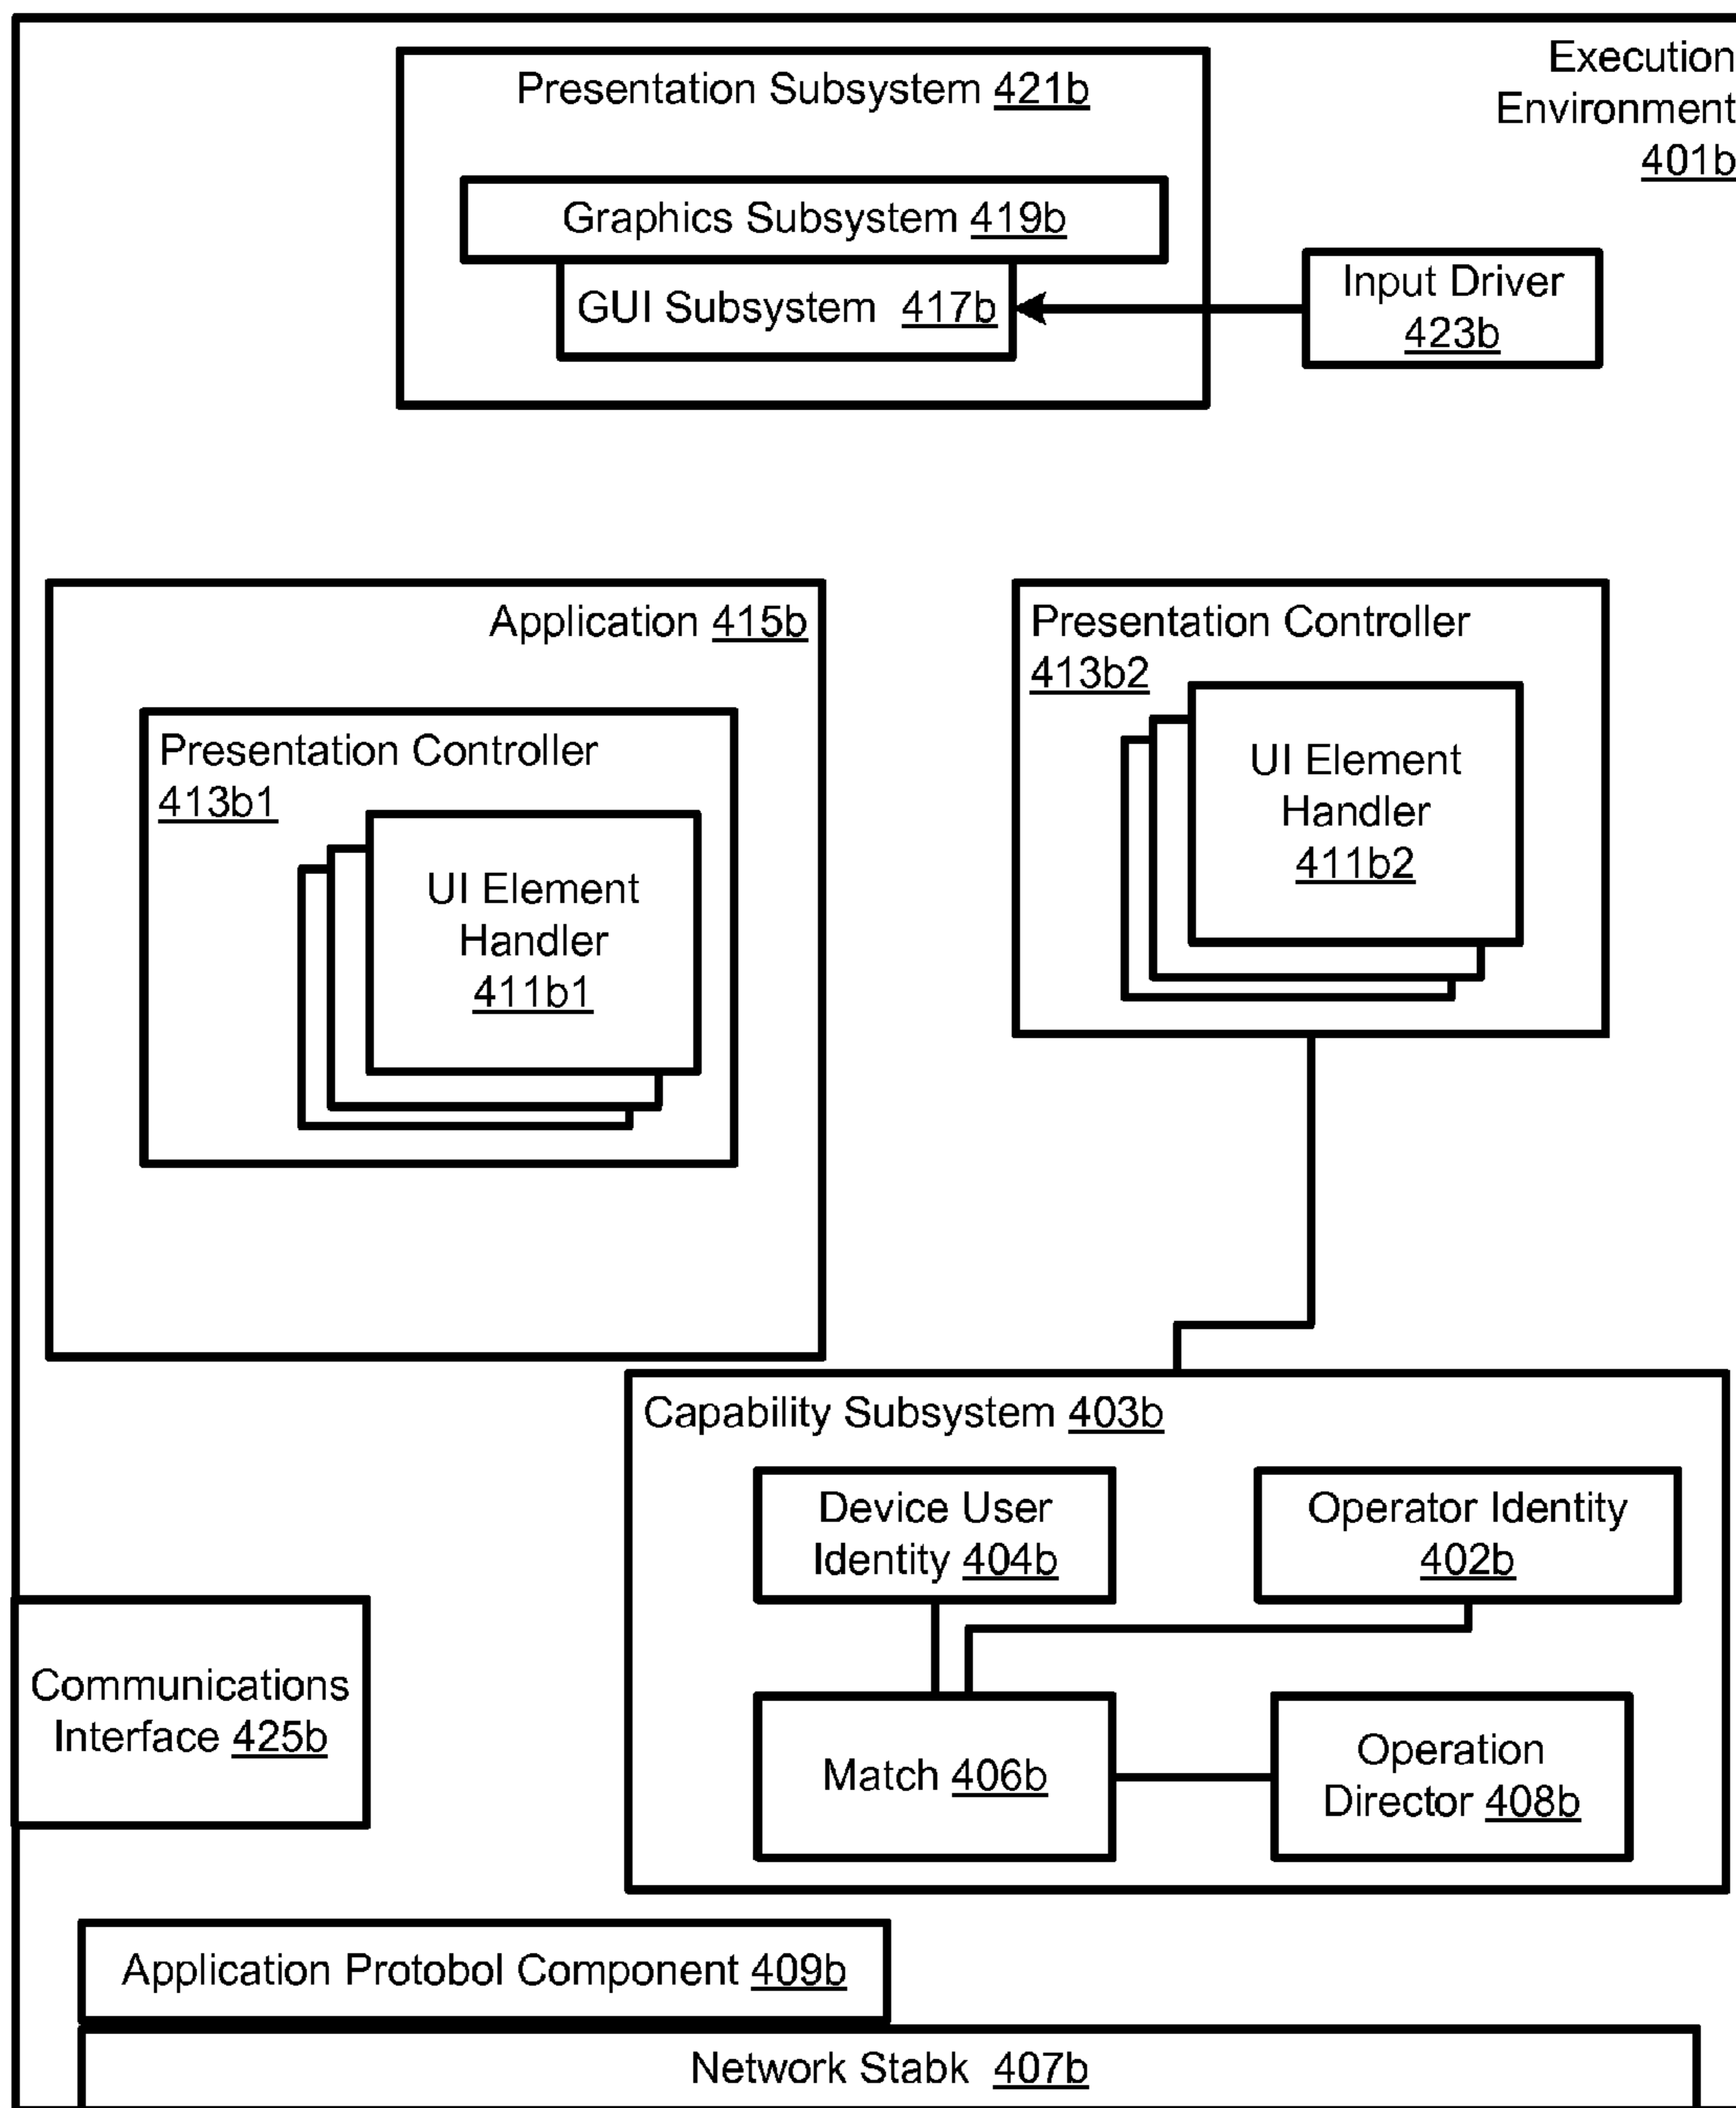 Execution
Environment
401b
Presentation Subsystem 421b
Graphics Subsystem 419b
GUI Subsystem 417b
Input Driver
423b
Application 415b
Presentation Controller
413b1
UI Element
Handler
411b1
Presentation Controller
413b2
UI Element
Handler
411b2
Capability Subsystem 403b
Device User
Identity 404b
Operator Identity
402b
Match 406b
Operation
Director 408b
Communications
Interface 425b
Application Protobol Component 409b
Network Stabk 407b